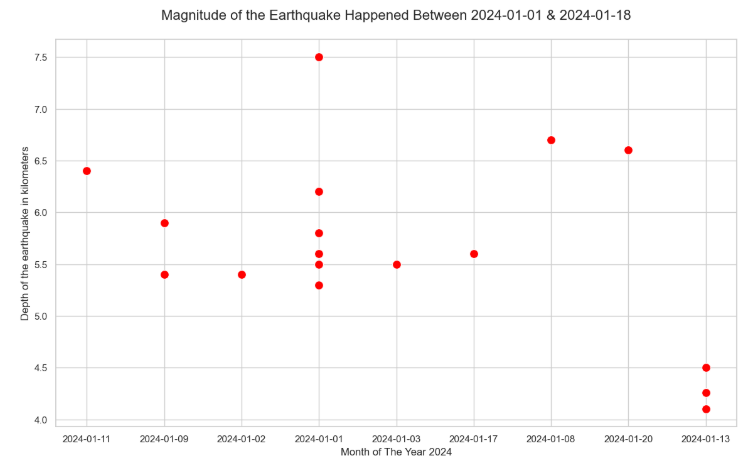 Magnitude of the Earthquake Happened Between 2024-01-01 & 2024-01-18
Depth of the earthquake in kilometers
7.5
7.0
6.5
6.0
5.5
5.0
4.5
4.0
2024-01-11 2024-01-09 2024-01-02 2024-01-01 2024-01-03 2024-01-17 2024-01-08 2024-01-20 2024-01-13
Month of The Year 2024